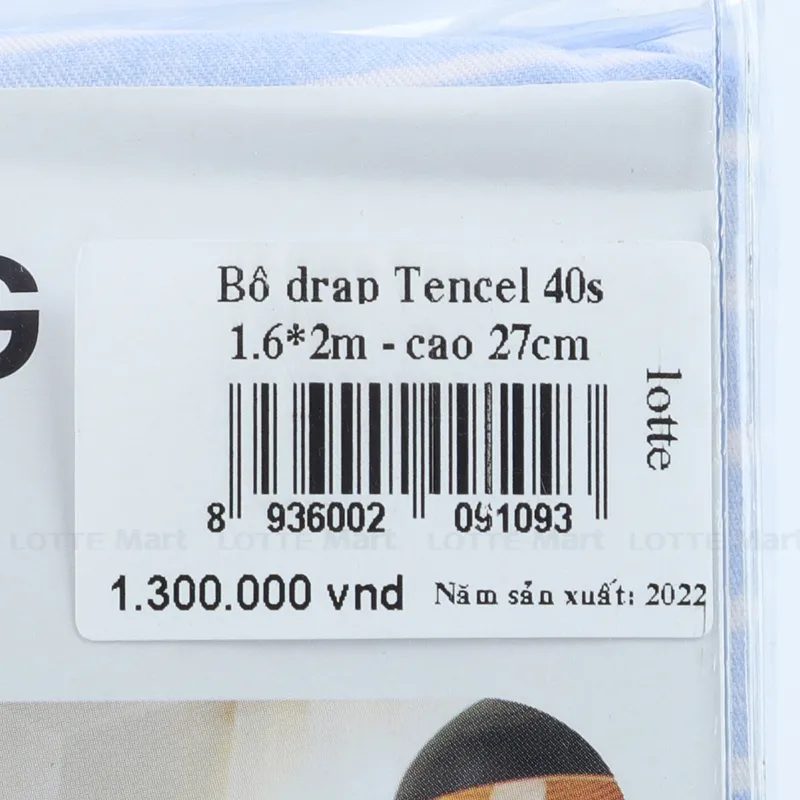 G
Bộ drap Tencel 40s
1.6*2m - cao 27cm
lotte
8 936002 091093
1.300.000 vnd
Năm sản xuất: 2022
LOTTE Mart LOTTE Mart LOTTE Mart LOTTE Mart